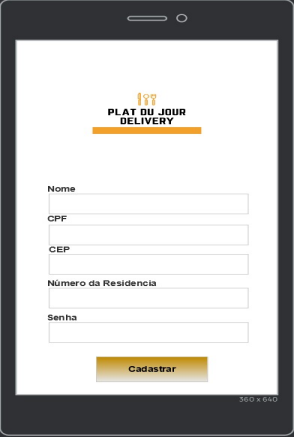 PLAT DU JOUR
DELIVERY
Nome
CPF
CEP
Número da Residencia
Senha
Cadastrar
360 x 640